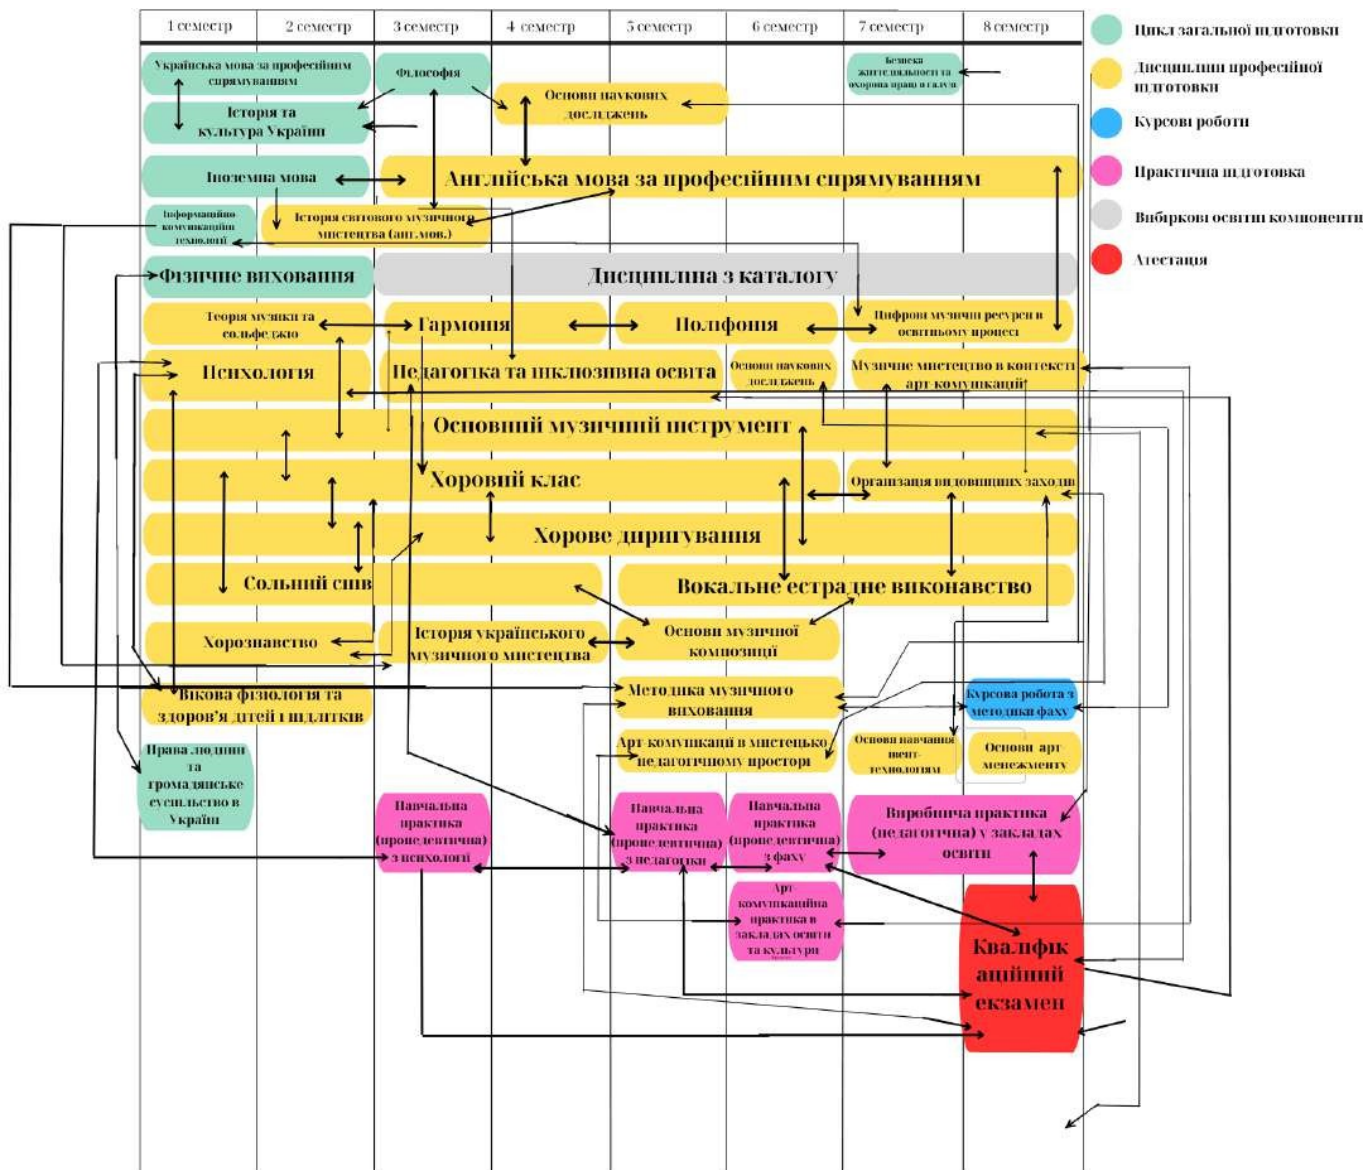 1 семестр
2 семестр
3 семестр
4 семестр
5 семестр
6 семестр
7 семестр
8 семестр
Цикл загальної підготовки
Дисципліни професійної
підготовки
Курсові роботи
Практична підготовка
Вибіркові освітні компоненти
Атестація
Українська мова за професійним
спрямуванням
Філософія
Безпека
життєдіяльності та
охорона праці в галузі
Основи наукових
досліджень
Історія та
культура України
Іноземна мова
Англійська мова за професійним спрямуванням
Інформаційно-
комунікаційні
технології
Історія світового музичного
мистецтва (англ.мов.)
Фізичне виховання
Дисципліна з каталогу
Теорія музики та
сольфеджіо
Гармонія
Поліфонія
Цифрові музичні ресурси в
освітньому процесі
Психологія
Педагогіка та інклюзивна освіта
Основи наукових
досліджень
Музичне мистецтво в контексті
арт-комунікацій
Основний музичний інструмент
Хоровий клас
Організація видовищних заходів
Хорове диригування
Сольний спів
Вокальне естрадне виконавство
Хорознавство
Історія українського
музичного мистецтва
Основи музичної
композиції
Вікова фізіологія та
здоров'я дітей і підлітків
Методика музичного
виховання
Курсова робота з
методики фаху
Арт-комунікації в мистецько-
педагогічному просторі
Основи навчання
івент-
технологіям
Основи арт-
менежменту
Права людини
та
громадянське
суспільство в
Україні
Навчальна
практика
(пропедевтична)
з психології
Навчальна
практика
(пропедевтична)
з педагогіки
Навчальна
практика
(пропедевтична)
з фаху
Виробнича практика
(педагогічна) у закладах
освіти
Арт-
комунікаційна
практика в
закладах освіти
та культури
Кваліфік
аційний
екзамен